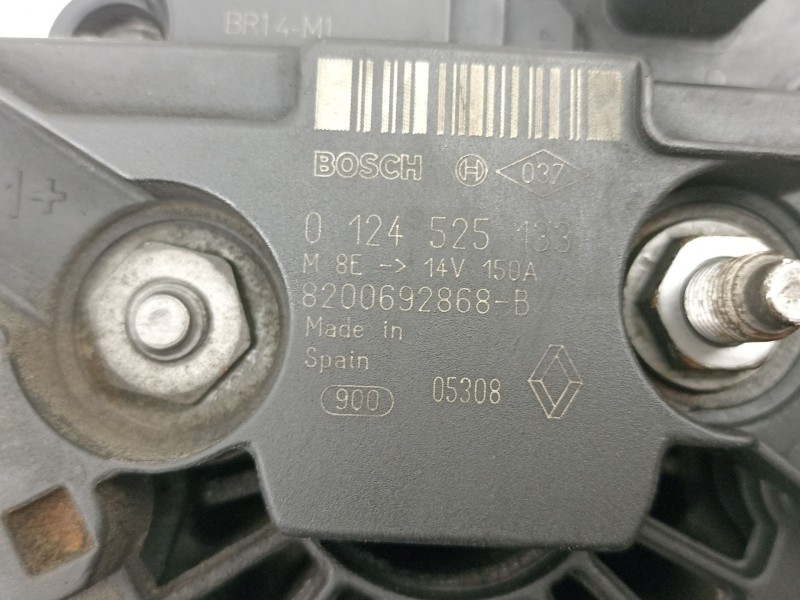 BR14-M1
BOSCH 037
0 124 525 133
M 8E -> 14V 150A
8200692868-B
Made in
Spain
900 05308